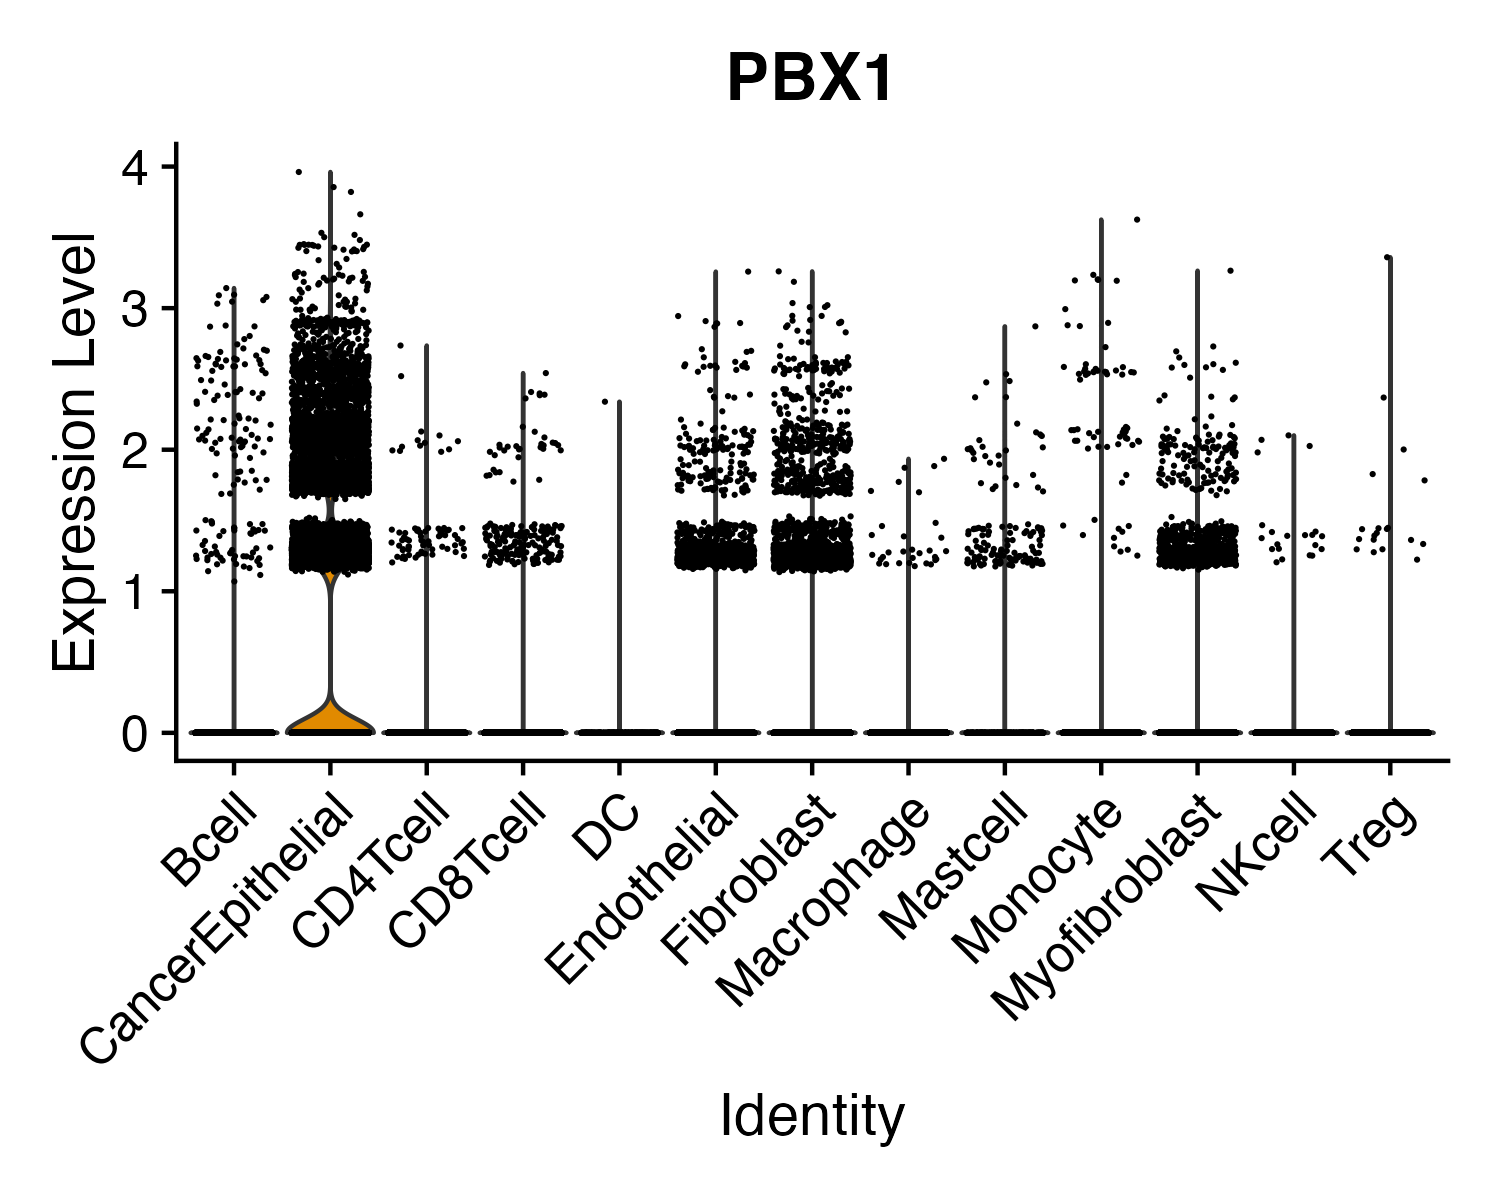 PBX1
Expression Level
4
3
2
1
0
Bcell
CancerEpithelial
CD4Tcell
CD8Tcell
DC
Endothelial
Fibroblast
Macrophage
Mastcell
Monocyte
Myofibroblast
NKcell
Treg
Identity